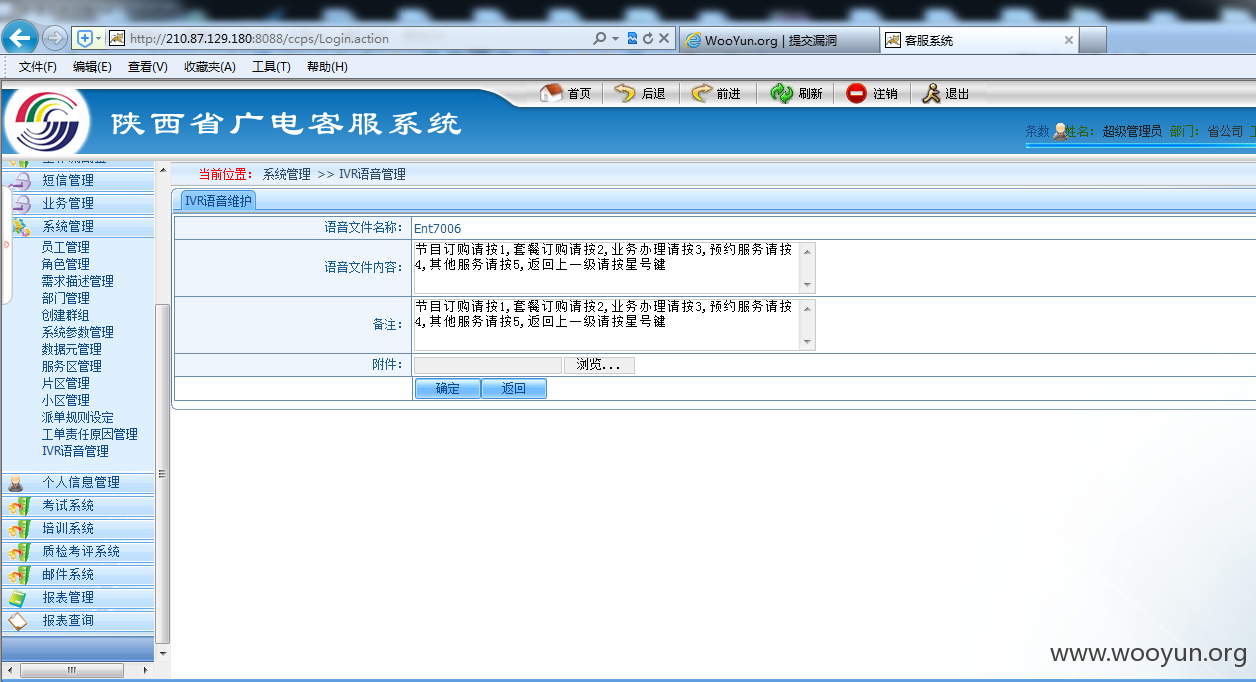 http://210.87.129.180:8088/ccps/Login.action
WooYun.org | 提交漏洞
客服系统
文件(F) 编辑(E) 查看(V) 收藏夹(A) 工具(T) 帮助(H)
首页 后退 前进 刷新 注销 退出
陕西省广电客服系统
条数 姓名: 超级管理员 部门: 省公司
当前位置: 系统管理 >> IVR语音管理
短信管理
业务管理
系统管理
员工管理
角色管理
需求描述管理
部门管理
创建群组
系统参数管理
数据元管理
服务区管理
片区管理
小区管理
派单规则设定
工单责任原因管理
IVR语音管理
个人信息管理
考试系统
培训系统
质检考评系统
邮件系统
报表管理
报表查询
IVR语音维护
语音文件名称: Ent7006
语音文件内容: 节目订购请按1,套餐订购请按2,业务办理请按3,预约服务请按
4,其他服务请按5,返回上一级请按星号键
备注: 节目订购请按1,套餐订购请按2,业务办理请按3,预约服务请按
4,其他服务请按5,返回上一级请按星号键
附件: 浏览...
确定 返回
www.wooyun.org